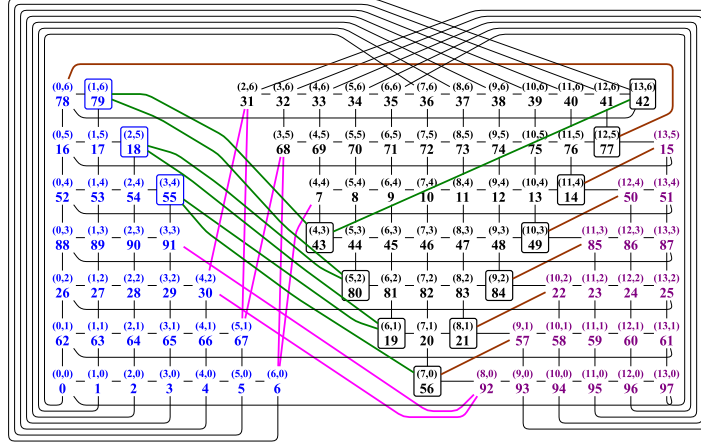 (0,6) (1,6) (2,6) (3,6) (4,6) (5,6) (6,6) (7,6) (8,6) (9,6) (10,6) (11,6) (12,6) (13,6)
78 79 31 32 33 34 35 36 37 38 39 40 41 42
(0,5) (1,5) (2,5) (3,5) (4,5) (5,5) (6,5) (7,5) (8,5) (9,5) (10,5) (11,5) (12,5) (13,5)
16 17 18 68 69 70 71 72 73 74 75 76 77 15
(0,4) (1,4) (2,4) (3,4) (4,4) (5,4) (6,4) (7,4) (8,4) (9,4) (10,4) (11,4) (12,4) (13,4)
52 53 54 55 7 8 9 10 11 12 13 14 50 51
(0,3) (1,3) (2,3) (3,3) (4,3) (5,3) (6,3) (7,3) (8,3) (9,3) (10,3) (11,3) (12,3) (13,3)
88 89 90 91 43 44 45 46 47 48 49 85 86 87
(0,2) (1,2) (2,2) (3,2) (4,2) (5,2) (6,2) (7,2) (8,2) (9,2) (10,2) (11,2) (12,2) (13,2)
26 27 28 29 30 80 81 82 83 84 22 23 24 25
(0,1) (1,1) (2,1) (3,1) (4,1) (5,1) (6,1) (7,1) (8,1) (9,1) (10,1) (11,1) (12,1) (13,1)
62 63 64 65 66 67 19 20 21 57 58 59 60 61
(0,0) (1,0) (2,0) (3,0) (4,0) (5,0) (6,0) (7,0) (8,0) (9,0) (10,0) (11,0) (12,0) (13,0)
0 1 2 3 4 5 6 56 92 93 94 95 96 97